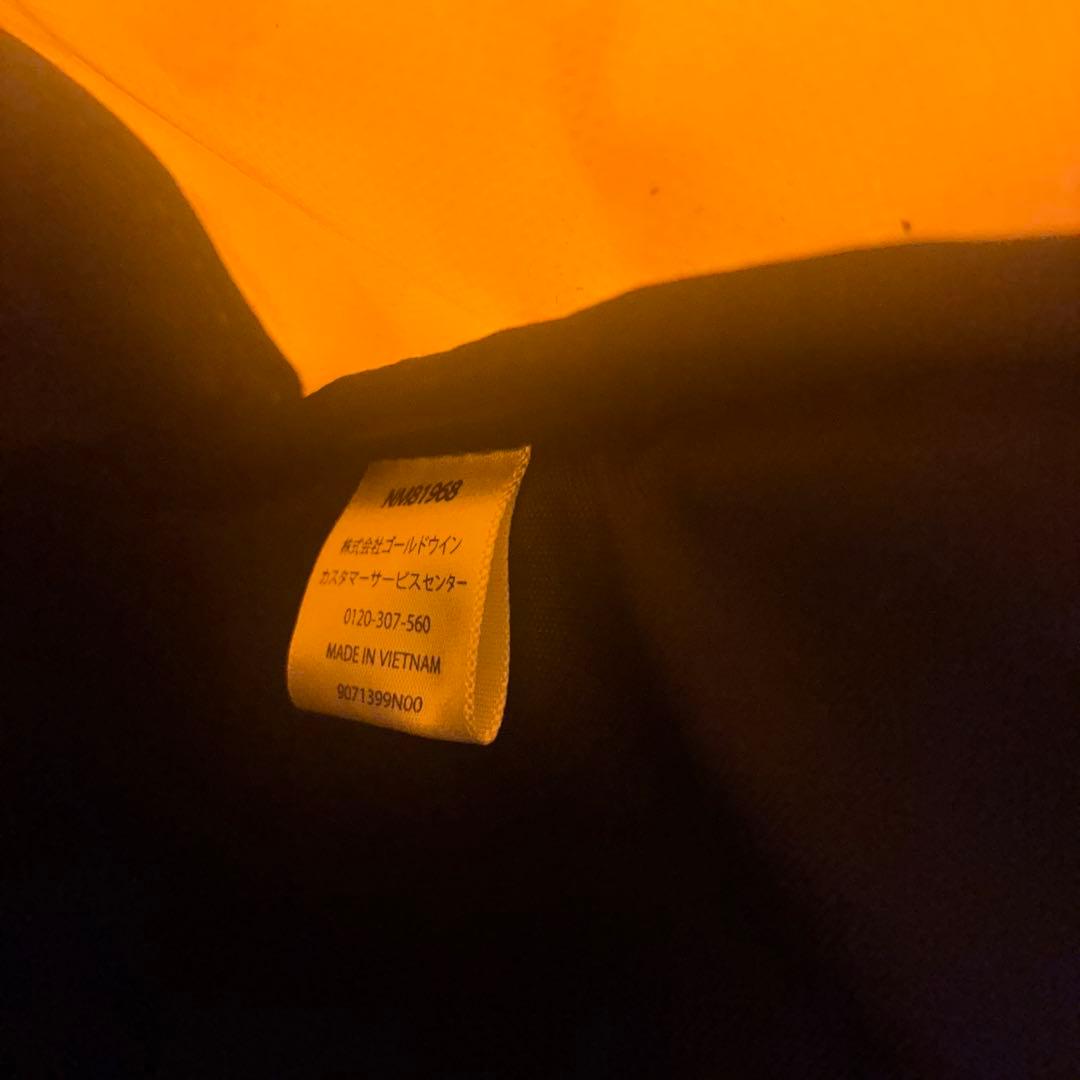 NM81968
株式会社ゴールドウイン
カスタマーサービスセンター
0120-307-560
MADE IN VIETNAM
9071399N00